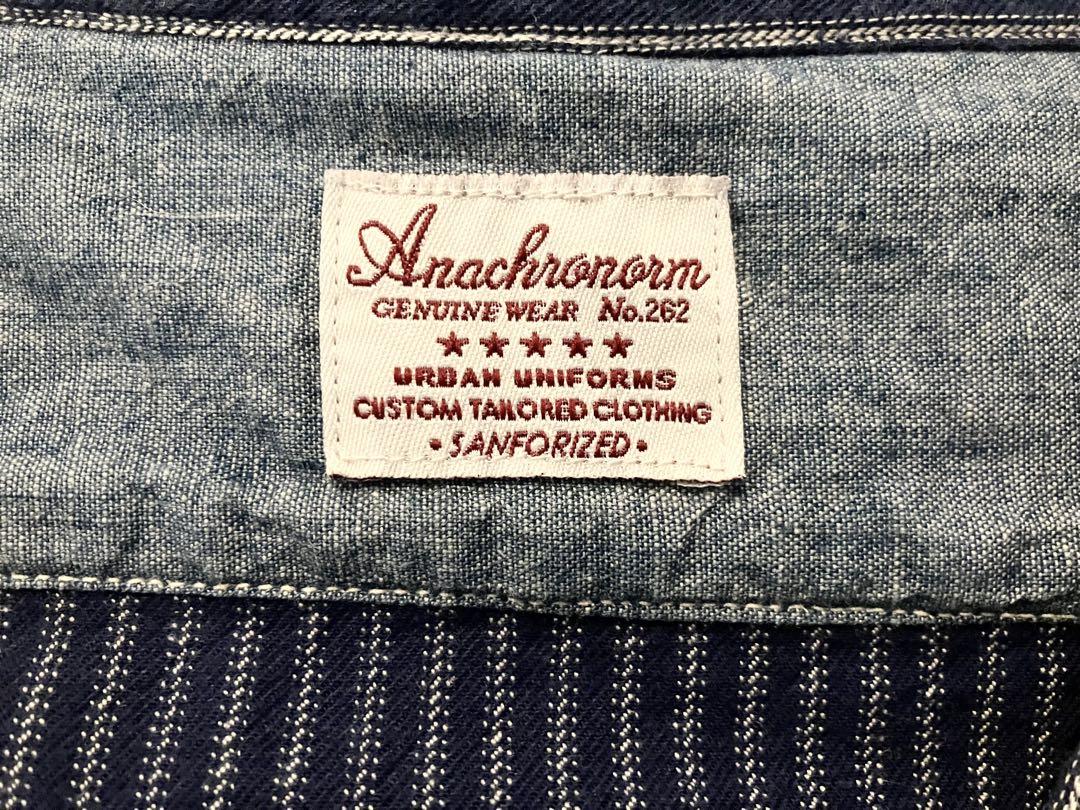 Anachronorm
GENUINE WEAR No.262
★★★★★
URBAN UNIFORMS
CUSTOM TAILORED CLOTHING
• SANFORIZED •